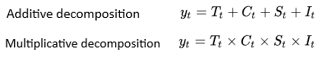 Additive decomposition yₜ = Tₜ + Cₜ + Sₜ + Iₜ
Multiplicative decomposition yₜ = Tₜ × Cₜ × Sₜ × Iₜ